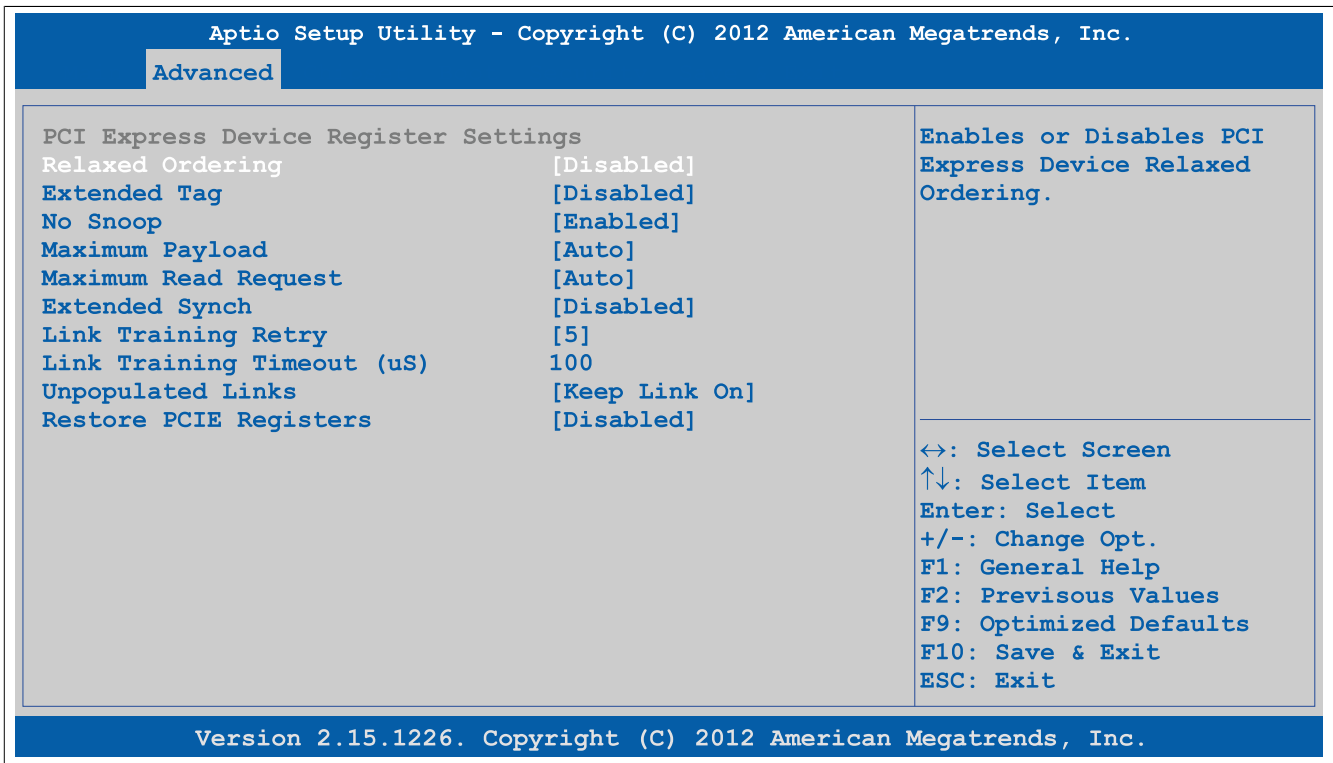 Aptio Setup Utility - Copyright (C) 2012 American Megatrends, Inc.
Advanced
PCI Express Device Register Settings
Relaxed Ordering [Disabled]
Extended Tag [Disabled]
No Snoop [Enabled]
Maximum Payload [Auto]
Maximum Read Request [Auto]
Extended Synch [Disabled]
Link Training Retry [5]
Link Training Timeout (uS) 100
Unpopulated Links [Keep Link On]
Restore PCIE Registers [Disabled]
Enables or Disables PCI
Express Device Relaxed
Ordering.
↔: Select Screen
↑↓: Select Item
Enter: Select
+/-: Change Opt.
F1: General Help
F2: Previsous Values
F9: Optimized Defaults
F10: Save & Exit
ESC: Exit
Version 2.15.1226. Copyright (C) 2012 American Megatrends, Inc.